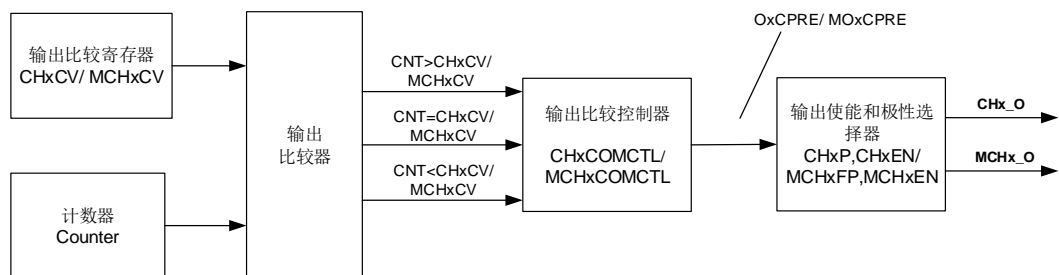 输出比较寄存器
CHxCV/ MCHxCV
计数器
Counter
输出
比较器
CNT>CHxCV/
MCHxCV
CNT=CHxCV/
MCHxCV
CNT<CHxCV/
MCHxCV
输出比较控制器
CHxCOMCTL/
MCHxCOMCTL
OxCPRE/ MOxCPRE
输出使能和极性选
择器
CHxP,CHxEN/
MCHxFP,MCHxEN
CHx_O
MCHx_O